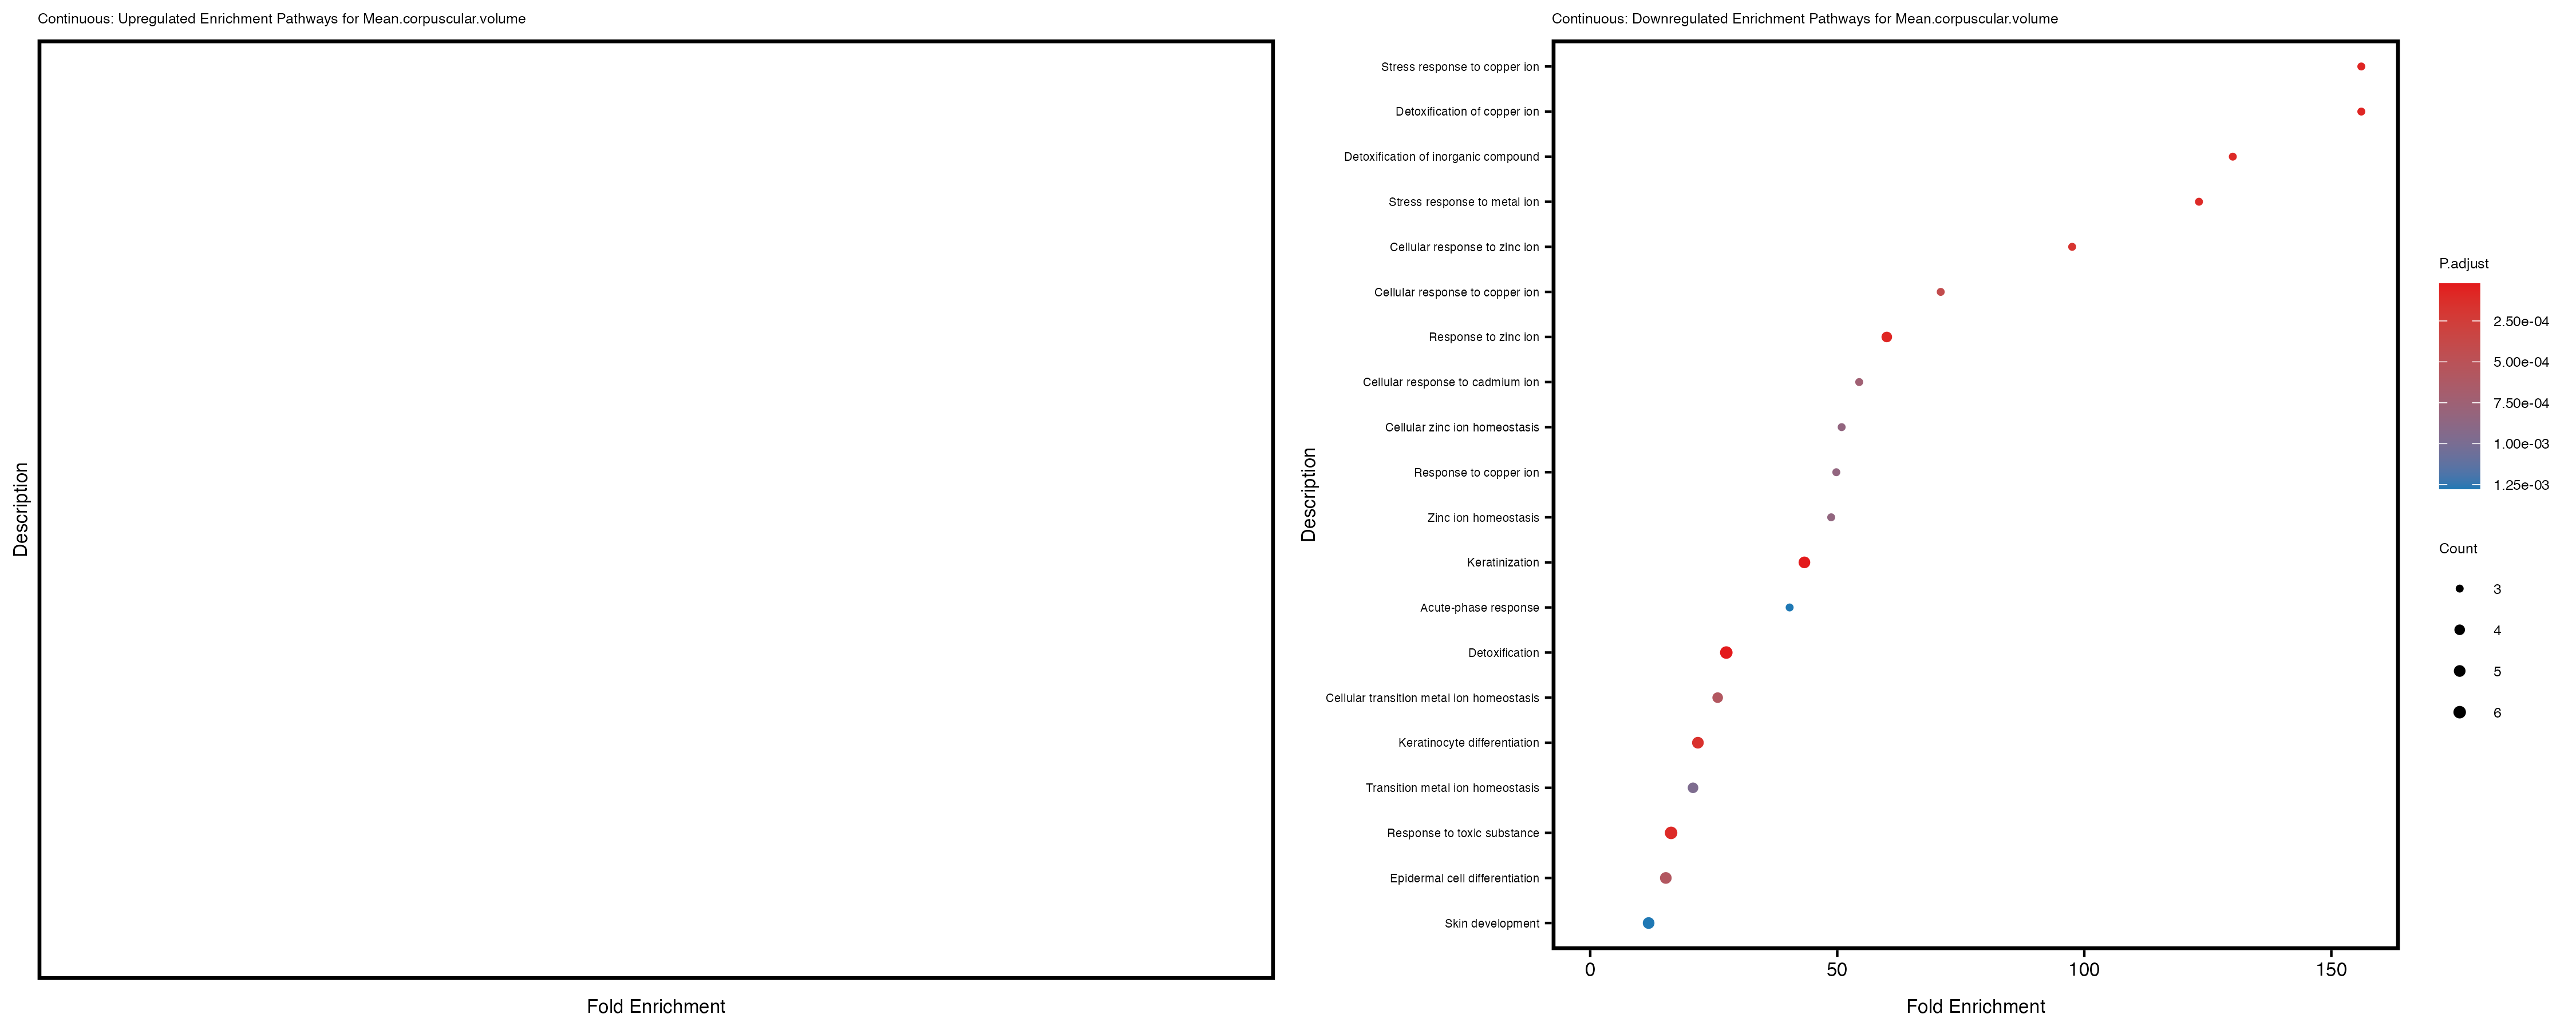 Continuous: Upregulated Enrichment Pathways for Mean.corpuscular.volume
Description
Fold Enrichment
Continuous: Downregulated Enrichment Pathways for Mean.corpuscular.volume
Description
Stress response to copper ion
Detoxification of copper ion
Detoxification of inorganic compound
Stress response to metal ion
Cellular response to zinc ion
Cellular response to copper ion
Response to zinc ion
Cellular response to cadmium ion
Cellular zinc ion homeostasis
Response to copper ion
Zinc ion homeostasis
Keratinization
Acute-phase response
Detoxification
Cellular transition metal ion homeostasis
Keratinocyte differentiation
Transition metal ion homeostasis
Response to toxic substance
Epidermal cell differentiation
Skin development
0 50 100 150
Fold Enrichment
P.adjust
2.50e-04
5.00e-04
7.50e-04
1.00e-03
1.25e-03
Count
3
4
5
6